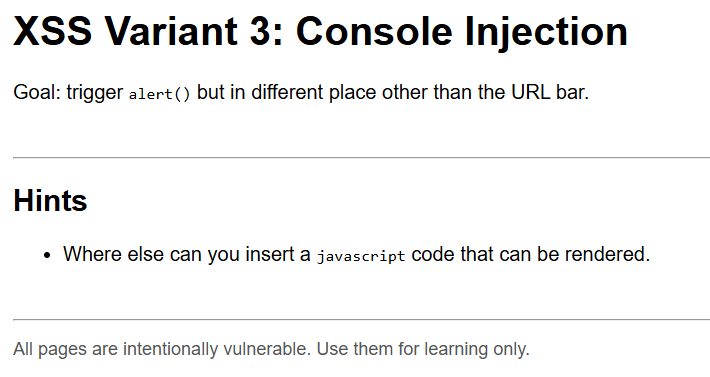 XSS Variant 3: Console Injection
Goal: trigger alert() but in different place other than the URL bar.
Hints
• Where else can you insert a javascript code that can be rendered.
All pages are intentionally vulnerable. Use them for learning only.